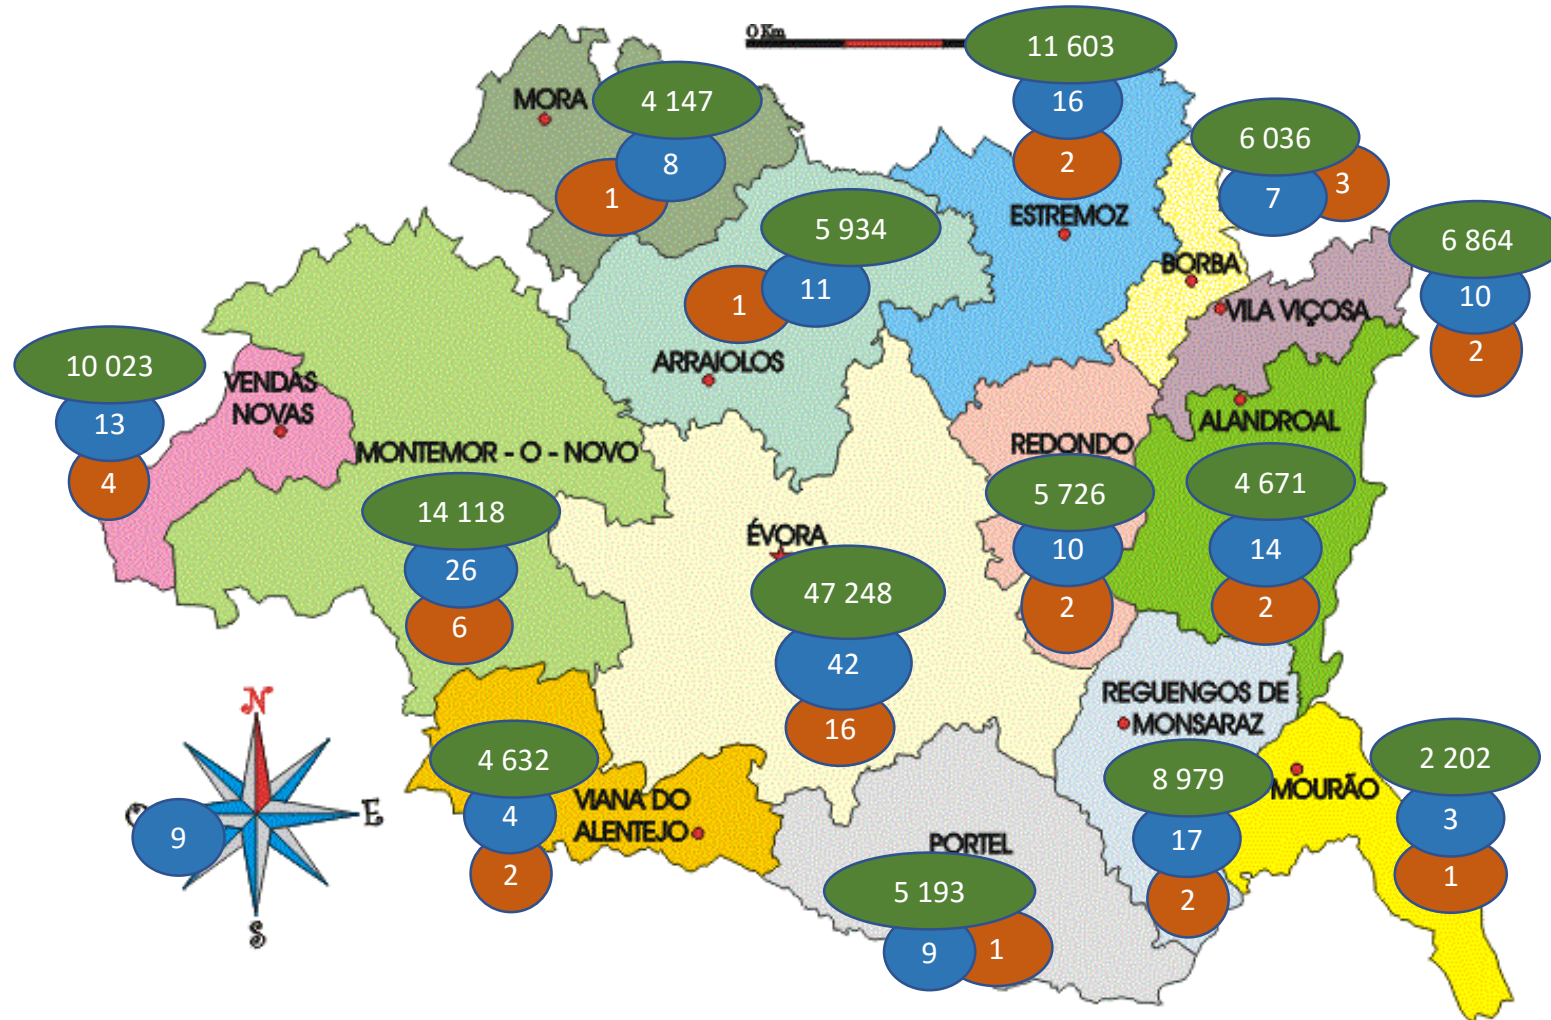 0 Km
11 603
16
2
ESTREMOZ
MORA
4 147
8
1
6 036
7
3
BORBA
6 864
10
2
VILA VIÇOSA
5 934
11
1
ARRAIOLOS
10 023
13
4
VENDAS
NOVAS
MONTEMOR - O - NOVO
14 118
26
6
ÉVORA
47 248
42
16
REDONDO
5 726
10
2
ALANDROAL
4 671
14
2
REGUENGOS DE
MONSARAZ
8 979
17
2
MOURÃO
2 202
3
1
4 632
4
2
VIANA DO
ALENTEJO
PORTEL
5 193
9
1
N
9
E
S